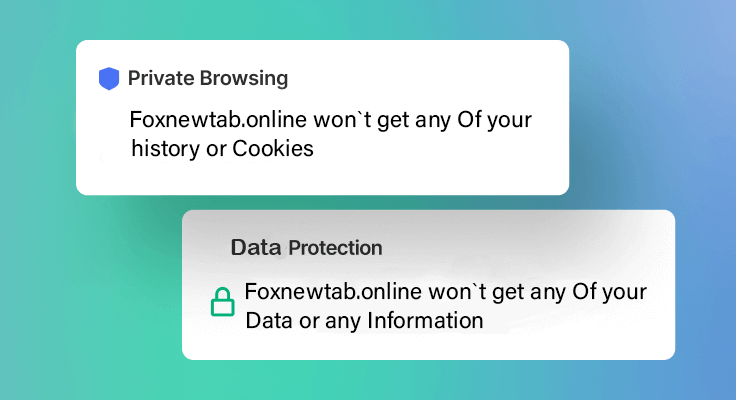 Private Browsing
Foxnewtab.online won`t get any Of your
history or Cookies
Data Protection
Foxnewtab.online won`t get any Of your
Data or any Information